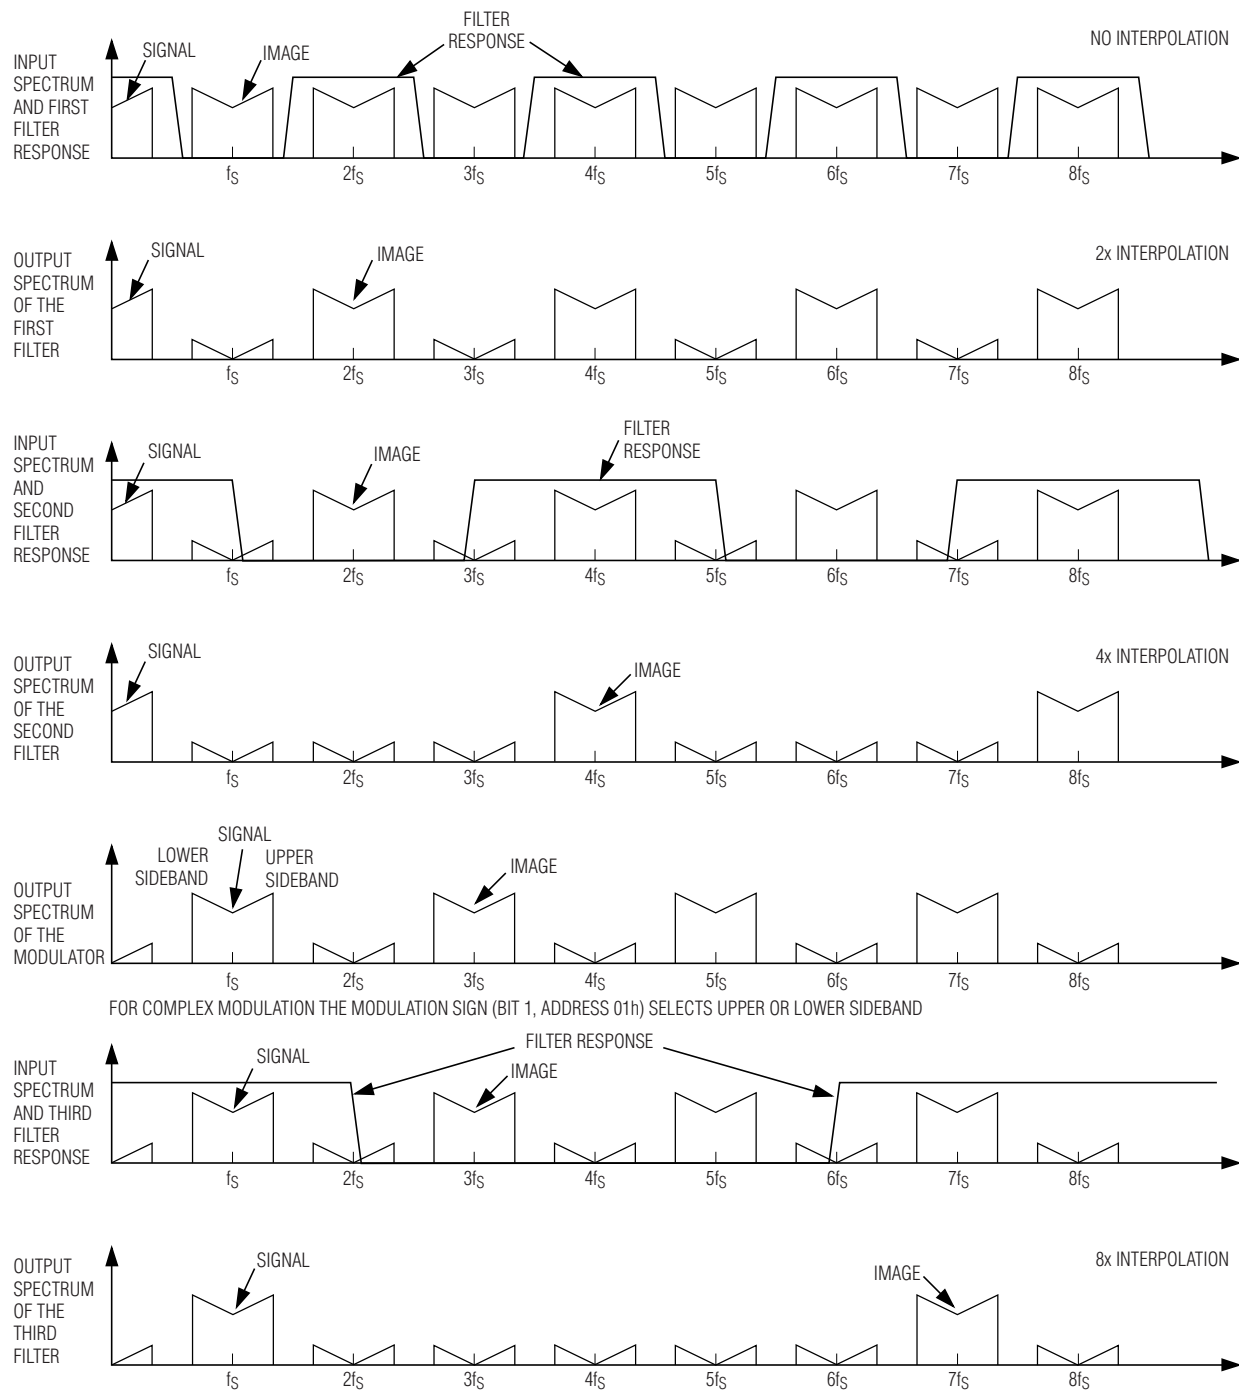 FILTER
RESPONSE
NO INTERPOLATION
SIGNAL
IMAGE
INPUT
SPECTRUM
AND FIRST
FILTER
RESPONSE
fS
2fS
3fS
4fS
5fS
6fS
7fS
8fS
OUTPUT
SPECTRUM
OF THE
FIRST
FILTER
SIGNAL
IMAGE
2x INTERPOLATION
fS
2fS
3fS
4fS
5fS
6fS
7fS
8fS
INPUT
SPECTRUM
AND
SECOND
FILTER
RESPONSE
SIGNAL
IMAGE
FILTER
RESPONSE
fS
2fS
3fS
4fS
5fS
6fS
7fS
8fS
OUTPUT
SPECTRUM
OF THE
SECOND
FILTER
SIGNAL
IMAGE
4x INTERPOLATION
fS
2fS
3fS
4fS
5fS
6fS
7fS
8fS
OUTPUT
SPECTRUM
OF THE
MODULATOR
SIGNAL
LOWER
SIDEBAND
UPPER
SIDEBAND
IMAGE
fS
2fS
3fS
4fS
5fS
6fS
7fS
8fS
FOR COMPLEX MODULATION THE MODULATION SIGN (BIT 1, ADDRESS 01h) SELECTS UPPER OR LOWER SIDEBAND
INPUT
SPECTRUM
AND THIRD
FILTER
RESPONSE
SIGNAL
FILTER RESPONSE
IMAGE
fS
2fS
3fS
4fS
5fS
6fS
7fS
8fS
OUTPUT
SPECTRUM
OF THE
THIRD
FILTER
SIGNAL
IMAGE
8x INTERPOLATION
fS
2fS
3fS
4fS
5fS
6fS
7fS
8fS